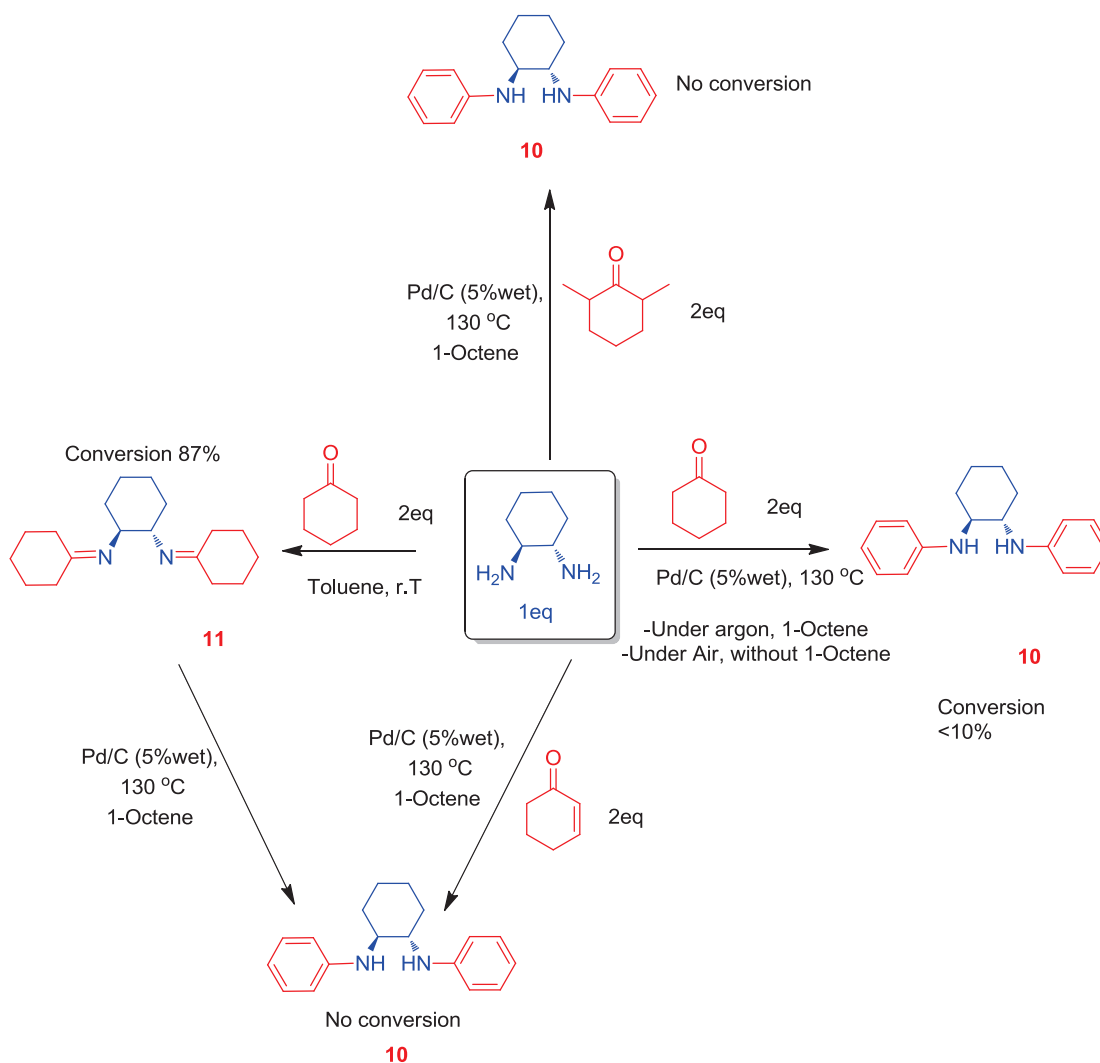 NH HN
No conversion
10
O
Pd/C (5%wet),
130 °C
1-Octene
2eq
Conversion 87%
O
2eq
N N
Toluene, r.T
11
H2N NH2
1eq
O
2eq
Pd/C (5%wet), 130 °C
-Under argon, 1-Octene
-Under Air, without 1-Octene
NH HN
10
Conversion
<10%
Pd/C (5%wet),
130 °C
1-Octene
Pd/C (5%wet),
130 °C
1-Octene
O
2eq
NH HN
No conversion
10